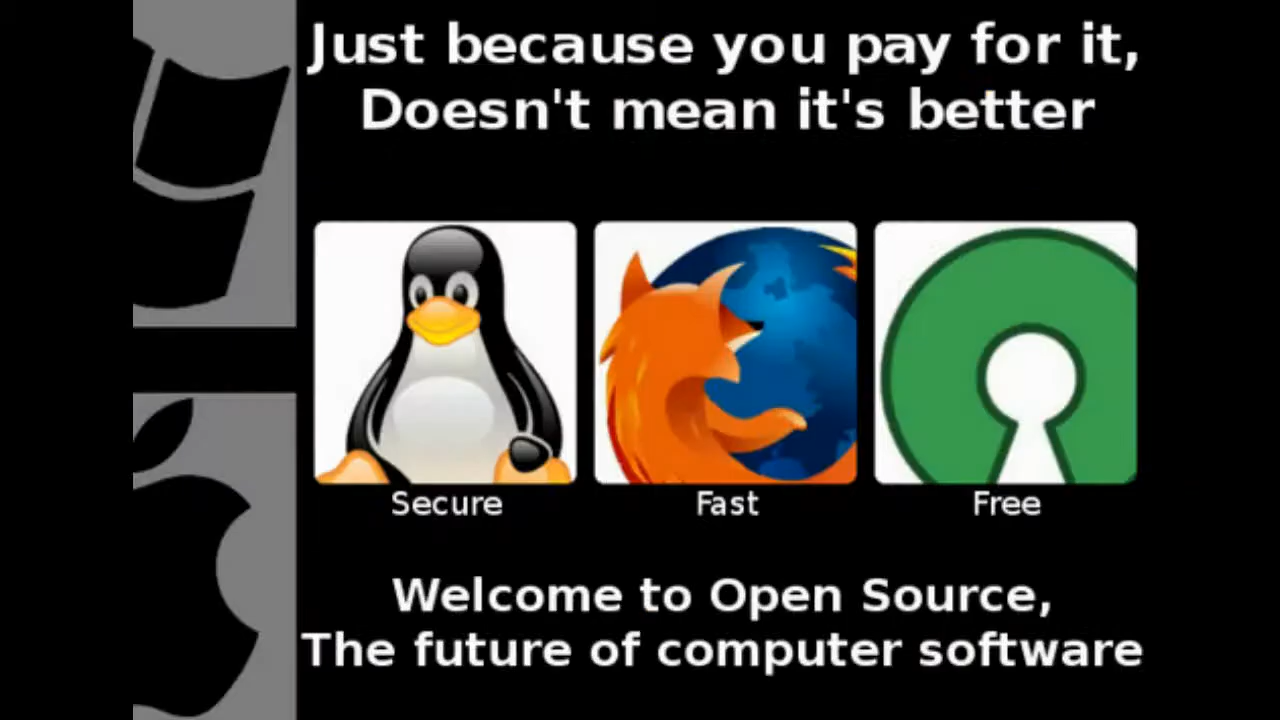 Just because you pay for it,
Doesn't mean it's better
Secure
Fast
Free
Welcome to Open Source,
The future of computer software